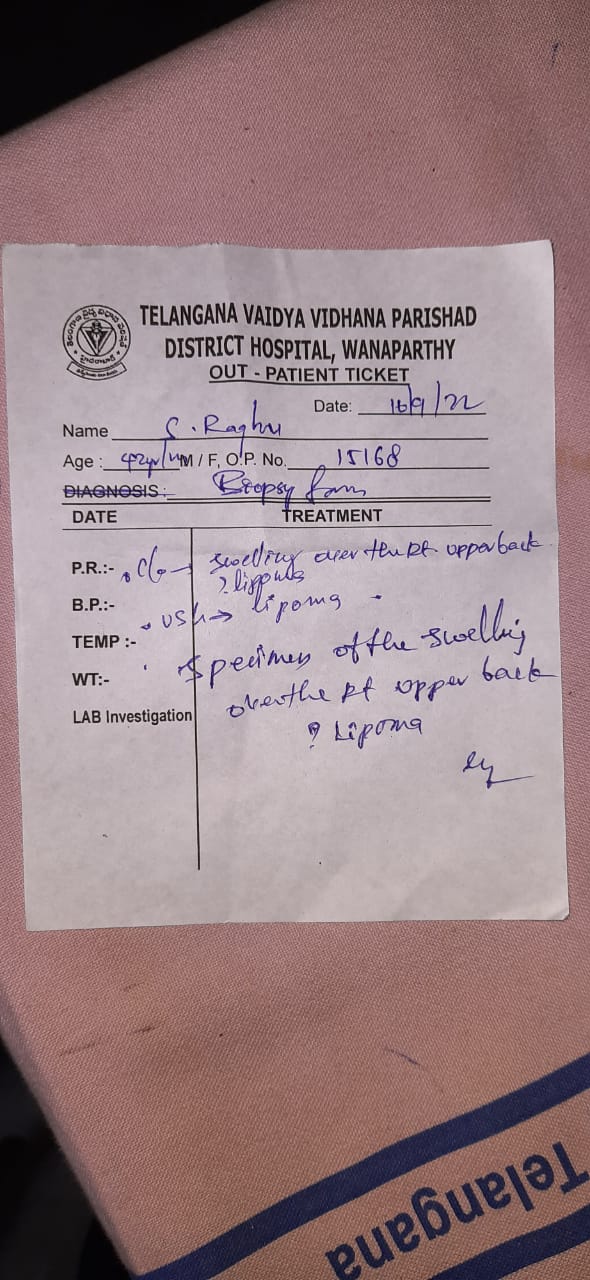 TELANGANA VAIDYA VIDHANA PARISHAD
DISTRICT HOSPITAL, WANAPARTHY
OUT - PATIENT TICKET
Date: 16/9/22
Name S. Raghu
Age : 42yr/M M / F, O.P. No. 15168
DIAGNOSIS : Biopsy form
DATE TREATMENT
P.R.:- . C/o → swelling over the Rt upper back
? lipoma
B.P.:-
. USG → lipoma
TEMP :-
Specimen of the swelling
WT:-
over the Rt upper back
LAB Investigation
? Lipoma
Telangana